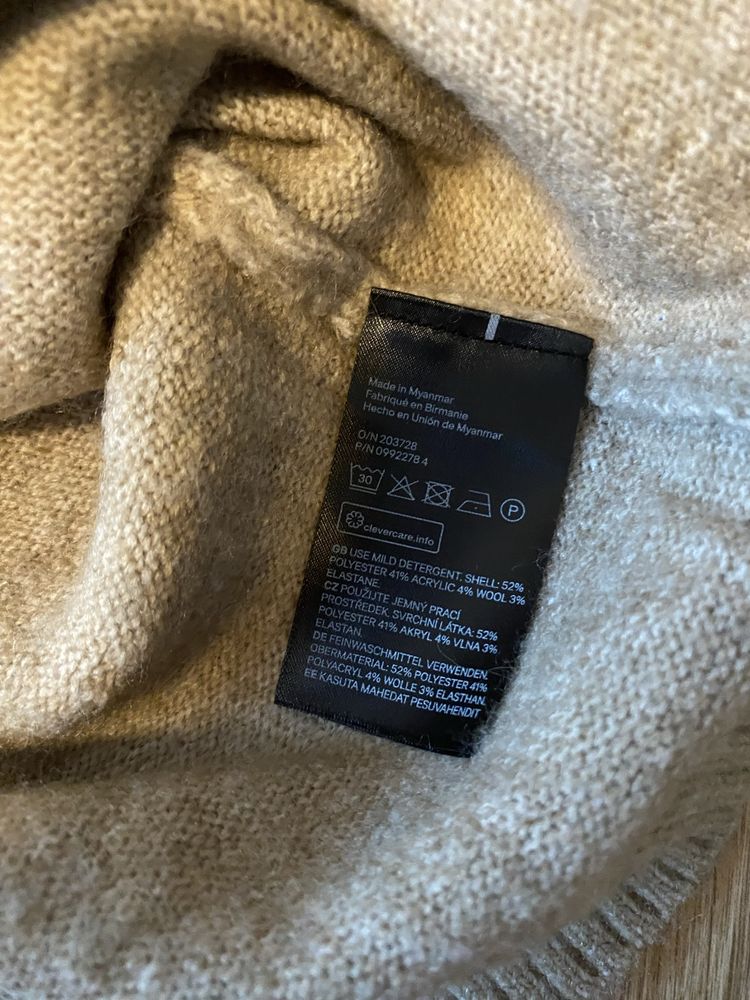 Made in Myanmar
Fabriqué en Birmanie
Hecho en Unión de Myanmar
O/N 203728
P/N 0992278 4
30 P
clevercare.info
GB USE MILD DETERGENT. SHELL: 52%
POLYESTER 41% ACRYLIC 4% WOOL 3%
ELASTANE.
CZ POUŽIJTE JEMNÝ PRACÍ
PROSTŘEDEK. SVRCHNÍ LÁTKA: 52%
POLYESTER 41% AKRYL 4% VLNA 3%
ELASTAN.
DE FEINWASCHMITTEL VERWENDEN.
OBERMATERIAL: 52% POLYESTER 41%
POLYACRYL 4% WOLLE 3% ELASTHAN.
EE KASUTA MAHEDAT PESUVAHENDIT